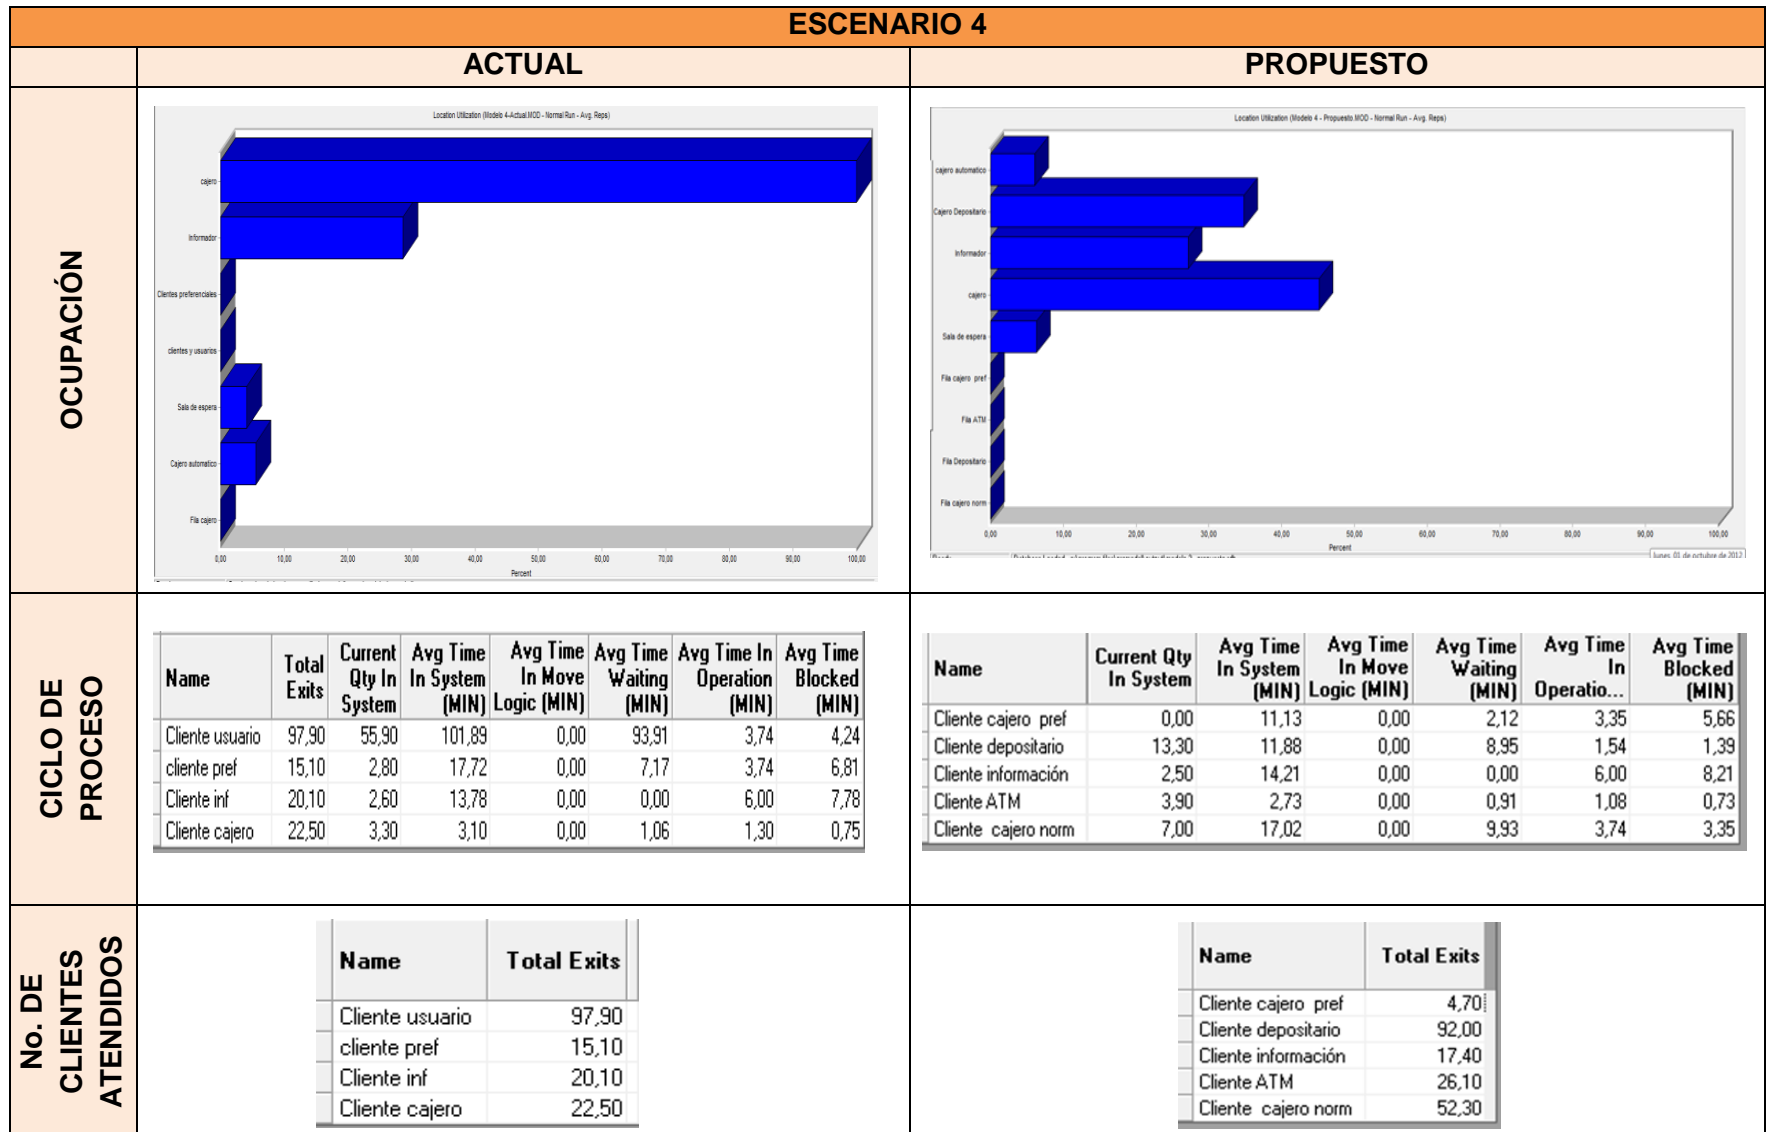 ESCENARIO 4
ACTUAL PROPUESTO
OCUPACIÓN
Location Utilization (Modelo 4-Actual.MOD - Normal Run - Avg. Reps)
cajero
Informador
Clientes preferenciales
clientes y usuarios
Sala de espera
Cajero automatico
Fila cajero
0,00 10,00 20,00 30,00 40,00 50,00 60,00 70,00 80,00 90,00 100,00
Percent
Location Utilization (Modelo 4 - Propuesto.MOD - Normal Run - Avg. Reps)
cajero automatico
Cajero Depositario
Informador
cajero
Sala de espera
Fila cajero pref
Fila ATM
Fila Depositario
Fila cajero norm
0,00 10,00 20,00 30,00 40,00 50,00 60,00 70,00 80,00 90,00 100,00
Percent
lunes, 01 de octubre de 2012
CICLO DE
PROCESO
Name Total Exits Current Qty In System Avg Time In System (MIN) Avg Time In Move Logic (MIN) Avg Time Waiting (MIN) Avg Time In Operation (MIN) Avg Time Blocked (MIN)
Cliente usuario 97,90 55,90 101,89 0,00 93,91 3,74 4,24
cliente pref 15,10 2,80 17,72 0,00 7,17 3,74 6,81
Cliente inf 20,10 2,60 13,78 0,00 0,00 6,00 7,78
Cliente cajero 22,50 3,30 3,10 0,00 1,06 1,30 0,75
Name Current Qty In System Avg Time In System (MIN) Avg Time In Move Logic (MIN) Avg Time Waiting (MIN) Avg Time In Operatio... Avg Time Blocked (MIN)
Cliente cajero pref 0,00 11,13 0,00 2,12 3,35 5,66
Cliente depositario 13,30 11,88 0,00 8,95 1,54 1,39
Cliente información 2,50 14,21 0,00 0,00 6,00 8,21
Cliente ATM 3,90 2,73 0,00 0,91 1,08 0,73
Cliente cajero norm 7,00 17,02 0,00 9,93 3,74 3,35
No. DE
CLIENTES
ATENDIDOS
Name Total Exits
Cliente usuario 97,90
cliente pref 15,10
Cliente inf 20,10
Cliente cajero 22,50
Name Total Exits
Cliente cajero pref 4,70
Cliente depositario 92,00
Cliente información 17,40
Cliente ATM 26,10
Cliente cajero norm 52,30